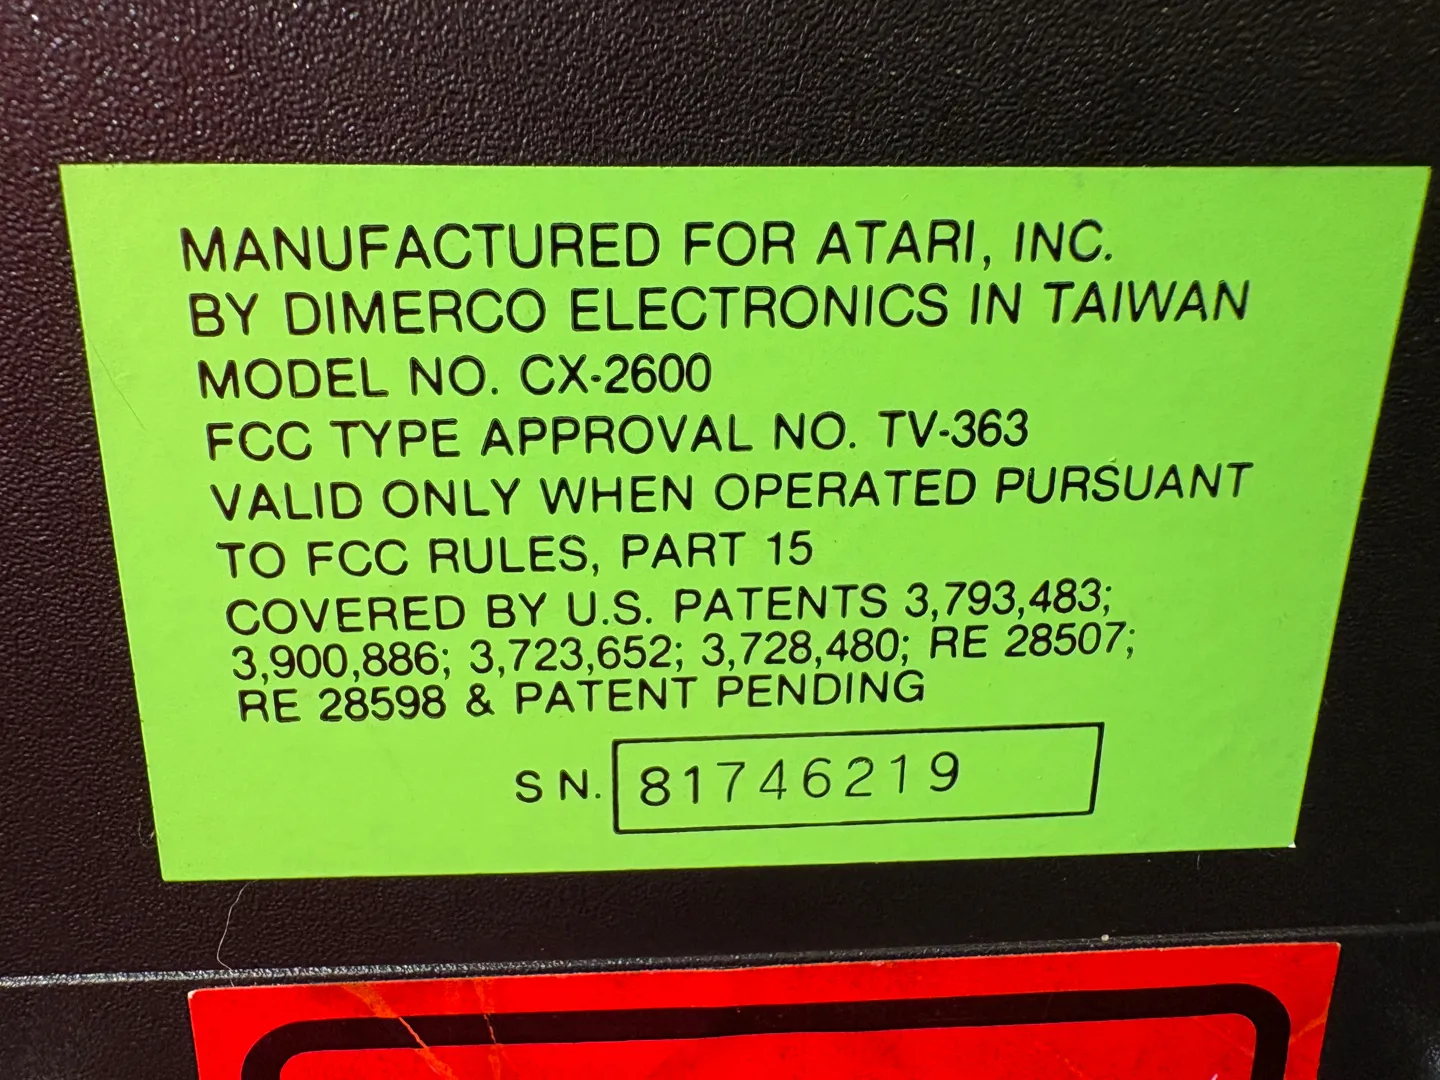 MANUFACTURED FOR ATARI, INC.
BY DIMERCO ELECTRONICS IN TAIWAN
MODEL NO. CX-2600
FCC TYPE APPROVAL NO. TV-363
VALID ONLY WHEN OPERATED PURSUANT
TO FCC RULES, PART 15
COVERED BY U.S. PATENTS 3,793,483;
3,900,886; 3,723,652; 3,728,480; RE 28507;
RE 28598 & PATENT PENDING
SN. 81746219